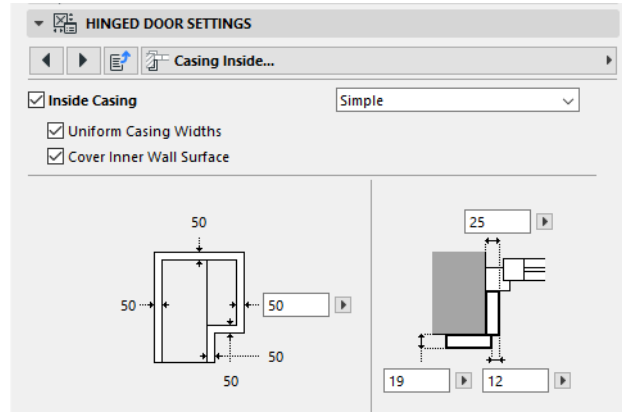 HINGED DOOR SETTINGS
Casing Inside...
Inside Casing
Simple
Uniform Casing Widths
Cover Inner Wall Surface
50
50
50
50
50
25
19
12